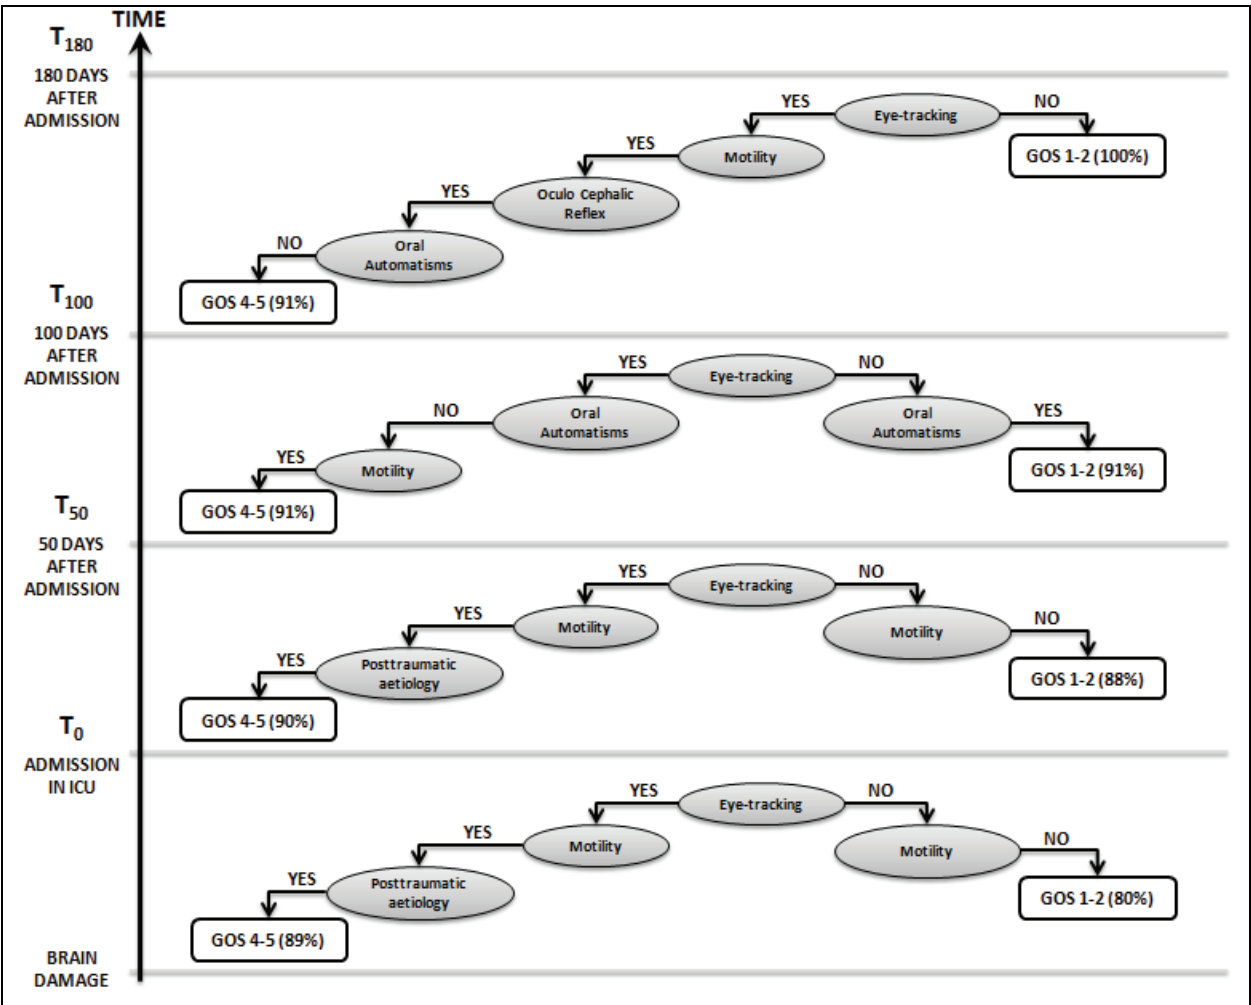 TIME
T180
180 DAYS
AFTER
ADMISSION
YES
Eye-tracking
NO
YES
Motility
GOS 1-2 (100%)
YES
Oculo Cephalic
Reflex
NO
Oral
Automatisms
GOS 4-5 (91%)
T100
100 DAYS
AFTER
ADMISSION
YES
Eye-tracking
NO
NO
Oral
Automatisms
Oral
Automatisms
YES
YES
Motility
GOS 1-2 (91%)
GOS 4-5 (91%)
T50
50 DAYS
AFTER
ADMISSION
YES
Eye-tracking
NO
YES
Motility
Motility
NO
YES
Posttraumatic
aetiology
GOS 1-2 (88%)
GOS 4-5 (90%)
T0
ADMISSION
IN ICU
YES
Eye-tracking
NO
YES
Motility
Motility
NO
YES
Posttraumatic
aetiology
GOS 1-2 (80%)
GOS 4-5 (89%)
BRAIN
DAMAGE